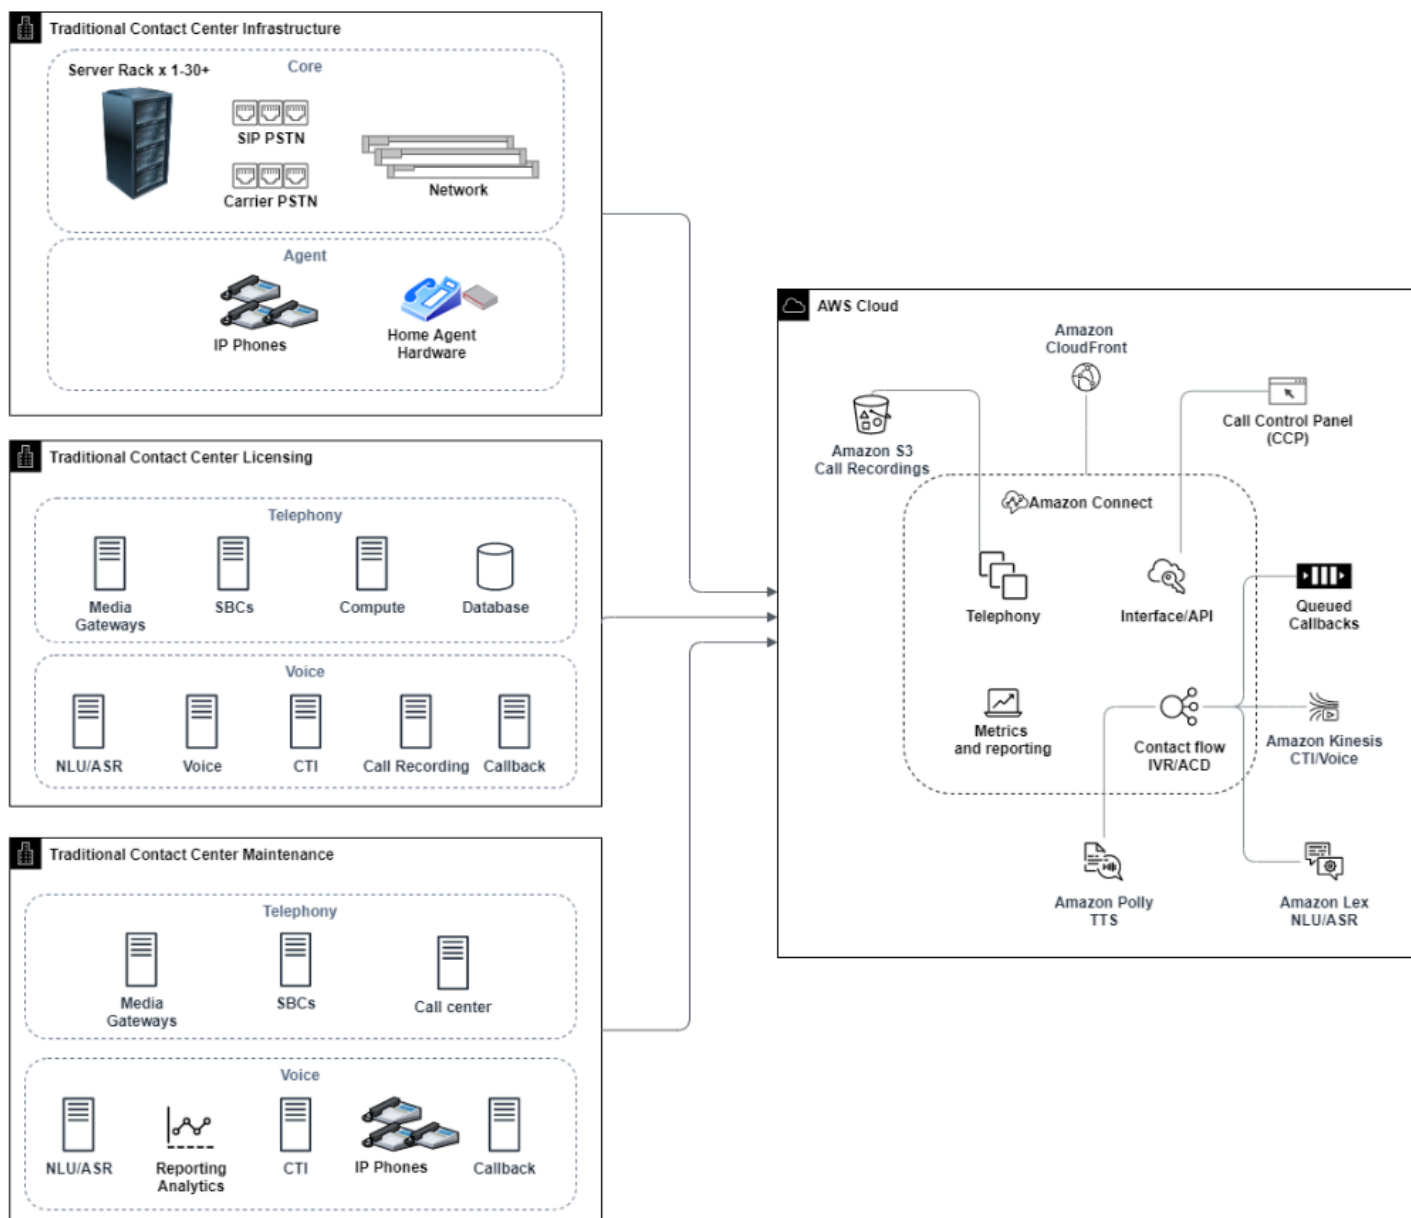 Traditional Contact Center Infrastructure
Core
Server Rack x 1-30+
SIP PSTN
Carrier PSTN
Network
Agent
IP Phones
Home Agent
Hardware
Traditional Contact Center Licensing
Telephony
Media
Gateways
SBCs
Compute
Database
Voice
NLU/ASR
Voice
CTI
Call Recording
Callback
Traditional Contact Center Maintenance
Telephony
Media
Gateways
SBCs
Call center
Voice
NLU/ASR
Reporting
Analytics
CTI
IP Phones
Callback
AWS Cloud
Amazon
CloudFront
Amazon S3
Call Recordings
Call Control Panel
(CCP)
Amazon Connect
Telephony
Interface/API
Queued
Callbacks
Metrics
and reporting
Contact flow
IVR/ACD
Amazon Kinesis
CTI/Voice
Amazon Polly
TTS
Amazon Lex
NLU/ASR